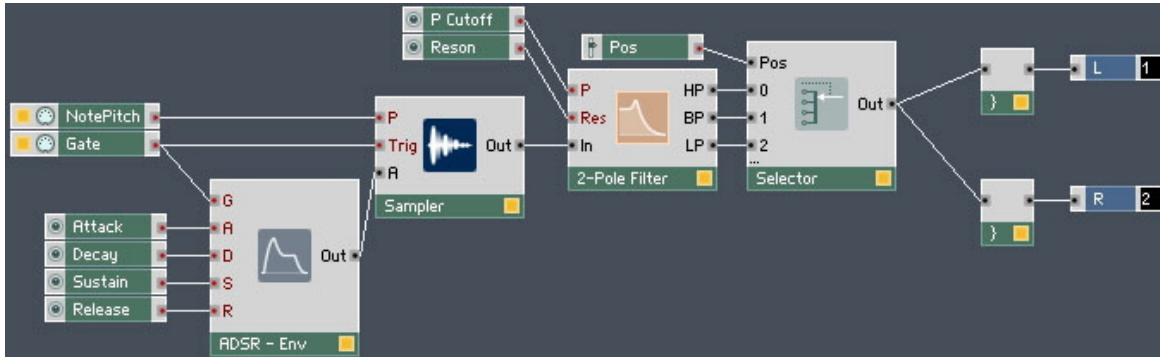 P Cutoff
Reson
Pos
NotePitch
Gate
P
Trig
A
Out
Sampler
P
Res
In
HP
BP
LP
2-Pole Filter
Pos
0
1
2
...
Out
Selector
}
L 1
}
R 2
Attack
Decay
Sustain
Release
G
A
D
S
R
Out
ADSR - Env